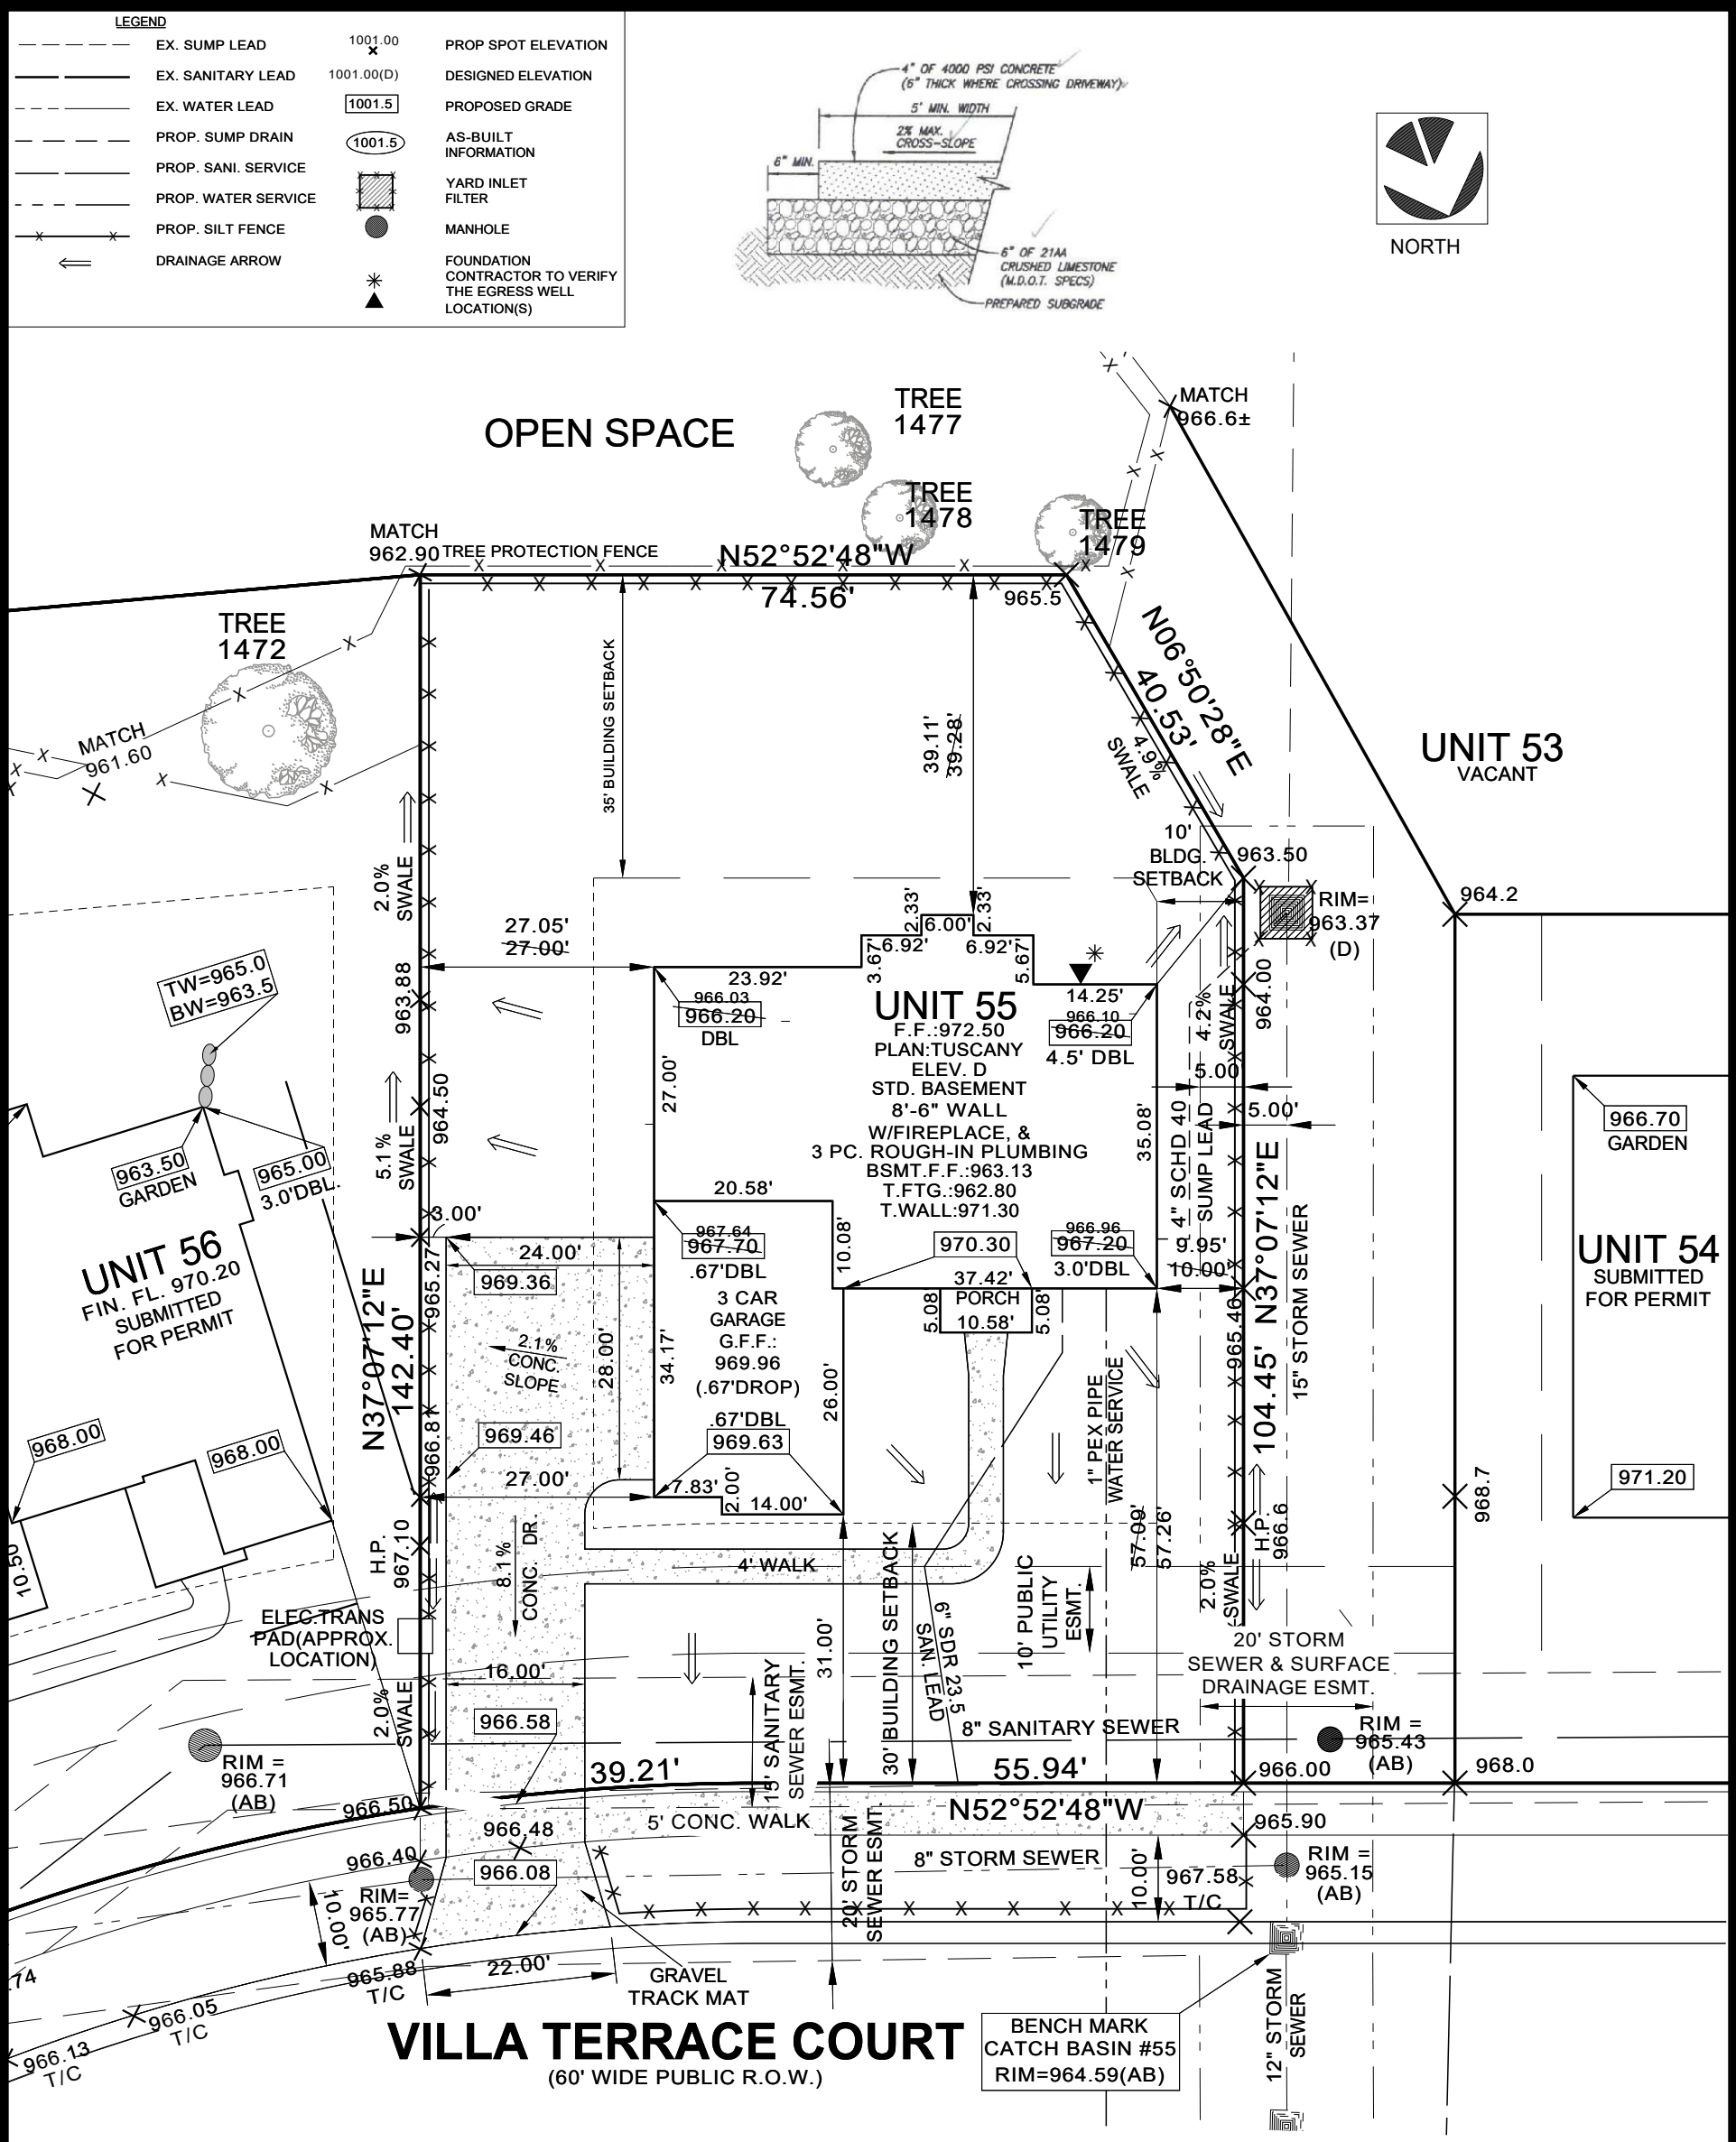 LEGEND
EX. SUMP LEAD
EX. SANITARY LEAD
EX. WATER LEAD
PROP. SUMP DRAIN
PROP. SANI. SERVICE
PROP. WATER SERVICE
PROP. SILT FENCE
DRAINAGE ARROW
1001.00
PROP SPOT ELEVATION
1001.00(D)
DESIGNED ELEVATION
1001.5
PROPOSED GRADE
1001.5
AS-BUILT
INFORMATION
YARD INLET
FILTER
MANHOLE
FOUNDATION
CONTRACTOR TO VERIFY
THE EGRESS WELL
LOCATION(S)
4" OF 4000 PSI CONCRETE
(6" THICK WHERE CROSSING DRIVEWAY)
5' MIN. WIDTH
2% MAX.
CROSS-SLOPE
6" MIN.
6" OF 21AA
CRUSHED LIMESTONE
(M.D.O.T. SPECS)
PREPARED SUBGRADE
NORTH
OPEN SPACE
TREE
1477
TREE
1478
TREE
1479
MATCH
966.6±
MATCH
962.90
TREE PROTECTION FENCE
N52°52'48"W
74.56'
965.5
TREE
1472
MATCH
961.60
35' BUILDING SETBACK
39.11'
39.28'
N06°50'28"E
40.53'
4.9%
SWALE
UNIT 53
VACANT
10'
BLDG.
SETBACK
963.50
964.2
RIM=
963.37
(D)
2.0%
SWALE
27.05'
27.00'
2.33'
6.00'
2.33'
6.92'
6.92'
3.67'
5.67'
23.92'
14.25'
TW=965.0
BW=963.5
963.88
966.03
966.20
DBL
UNIT 55
F.F.:972.50
PLAN:TUSCANY
ELEV. D
STD. BASEMENT
8'-6" WALL
W/FIREPLACE, &
3 PC. ROUGH-IN PLUMBING
BSMT.F.F.:963.13
T.FTG.:962.80
T.WALL:971.30
966.10
966.20
4.5' DBL
4.2%
SWALE
964.00
5.00'
5.00'
27.00'
35.08'
4" SCHD 40
SUMP LEAD
964.50
5.1%
SWALE
963.50
GARDEN
965.00
3.0'DBL.
966.70
GARDEN
UNIT 56
FIN. FL. 970.20
SUBMITTED
FOR PERMIT
UNIT 54
SUBMITTED
FOR PERMIT
3.00'
24.00'
20.58'
967.64
967.70
.67'DBL
10.08'
970.30
966.96
967.20
3.0'DBL
9.95'
10.00'
37.42'
PORCH
10.58'
5.08'
5.08'
969.36
965.27
2.1%
CONC.
SLOPE
28.00'
34.17'
3 CAR
GARAGE
G.F.F.:
969.96
(.67'DROP)
.67'DBL
969.63
26.00'
N37°07'12"E
142.40'
966.81
969.46
27.00'
7.83'
2.00'
14.00'
1" PEX PIPE
WATER SERVICE
965.46
104.45' N37°07'12"E
15" STORM SEWER
968.00
968.00
10.50
971.20
968.7
H.P.
967.10
8.1%
CONC. DR.
4' WALK
57.09'
57.26'
H.P.
966.6
2.0%
SWALE
ELEC.TRANS
PAD(APPROX.
LOCATION)
31.00'
30' BUILDING SETBACK
6" SDR 23.5
SAN. LEAD
10' PUBLIC
UTILITY
ESMT.
20' STORM
SEWER & SURFACE
DRAINAGE ESMT.
16.00'
15' SANITARY
SEWER ESMT.
2.0%
SWALE
966.58
8" SANITARY SEWER
RIM =
965.43
(AB)
RIM =
966.71
(AB)
39.21'
55.94'
966.00
968.0
966.50
N52°52'48"W
5' CONC. WALK
966.48
965.90
966.40
966.08
8" STORM SEWER
20' STORM
SEWER ESMT.
10.00'
967.58
T/C
RIM =
965.15
(AB)
RIM=
965.77
(AB)
10.00'
965.88
T/C
22.00'
GRAVEL
TRACK MAT
.74
966.05
T/C
966.13
T/C
VILLA TERRACE COURT
(60' WIDE PUBLIC R.O.W.)
BENCH MARK
CATCH BASIN #55
RIM=964.59(AB)
12" STORM
SEWER